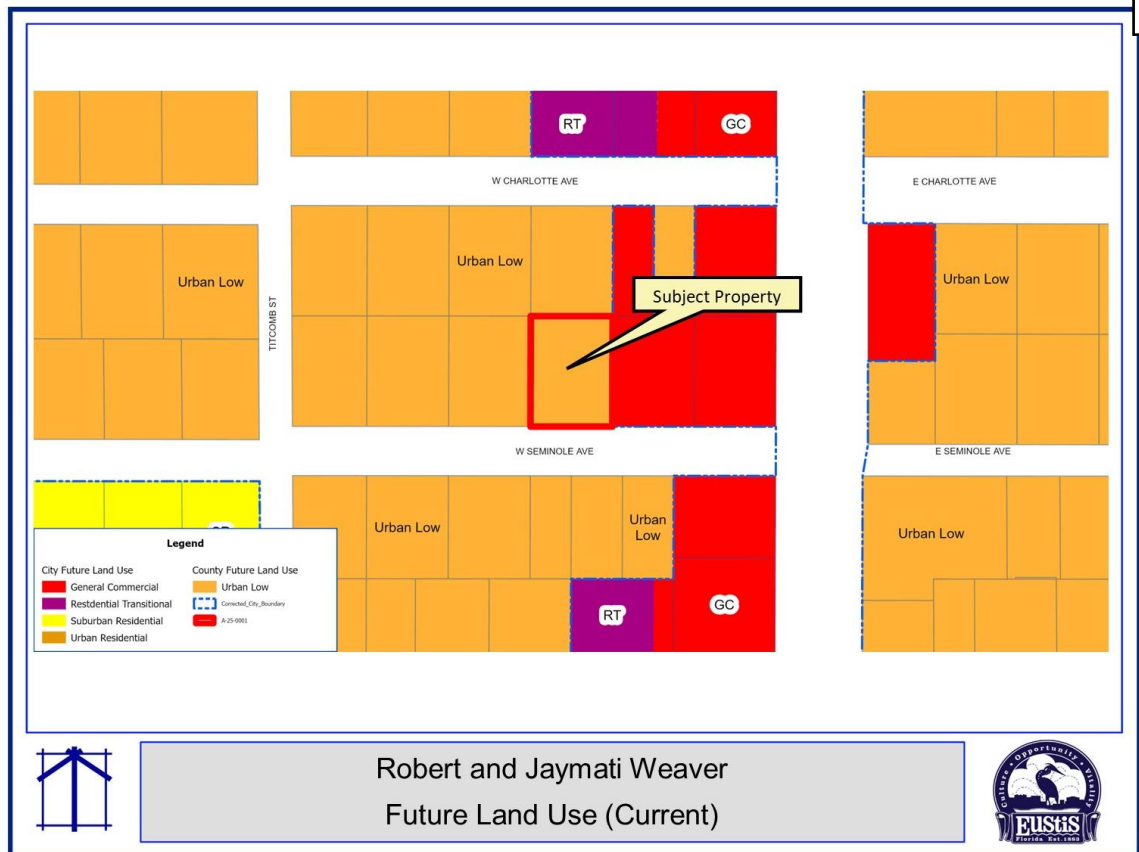 RT
GC
W CHARLOTTE AVE
E CHARLOTTE AVE
Urban Low
Urban Low
Urban Low
TITCOMB ST
Subject Property
W SEMINOLE AVE
E SEMINOLE AVE
Urban Low
Urban
Low
Urban Low
RT
GC
Legend
City Future Land Use
General Commercial
Restdential Transitional
Suburban Residential
Urban Residential
County Future Land Use
Urban Low
Corrected_City_Boundary
A-25-0001
Robert and Jaymati Weaver
Future Land Use (Current)
Culture • Opportunity • Vitality
EUSTIS
Florida Est.1883